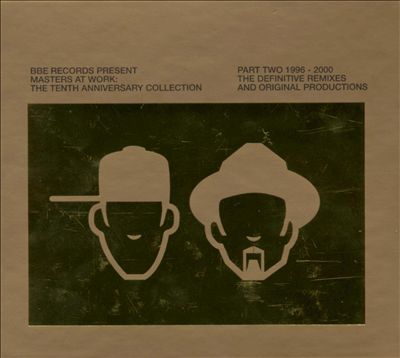 BBE RECORDS PRESENT
MASTERS AT WORK:
THE TENTH ANNIVERSARY COLLECTION
PART TWO 1996 - 2000
THE DEFINITIVE REMIXES
AND ORIGINAL PRODUCTIONS